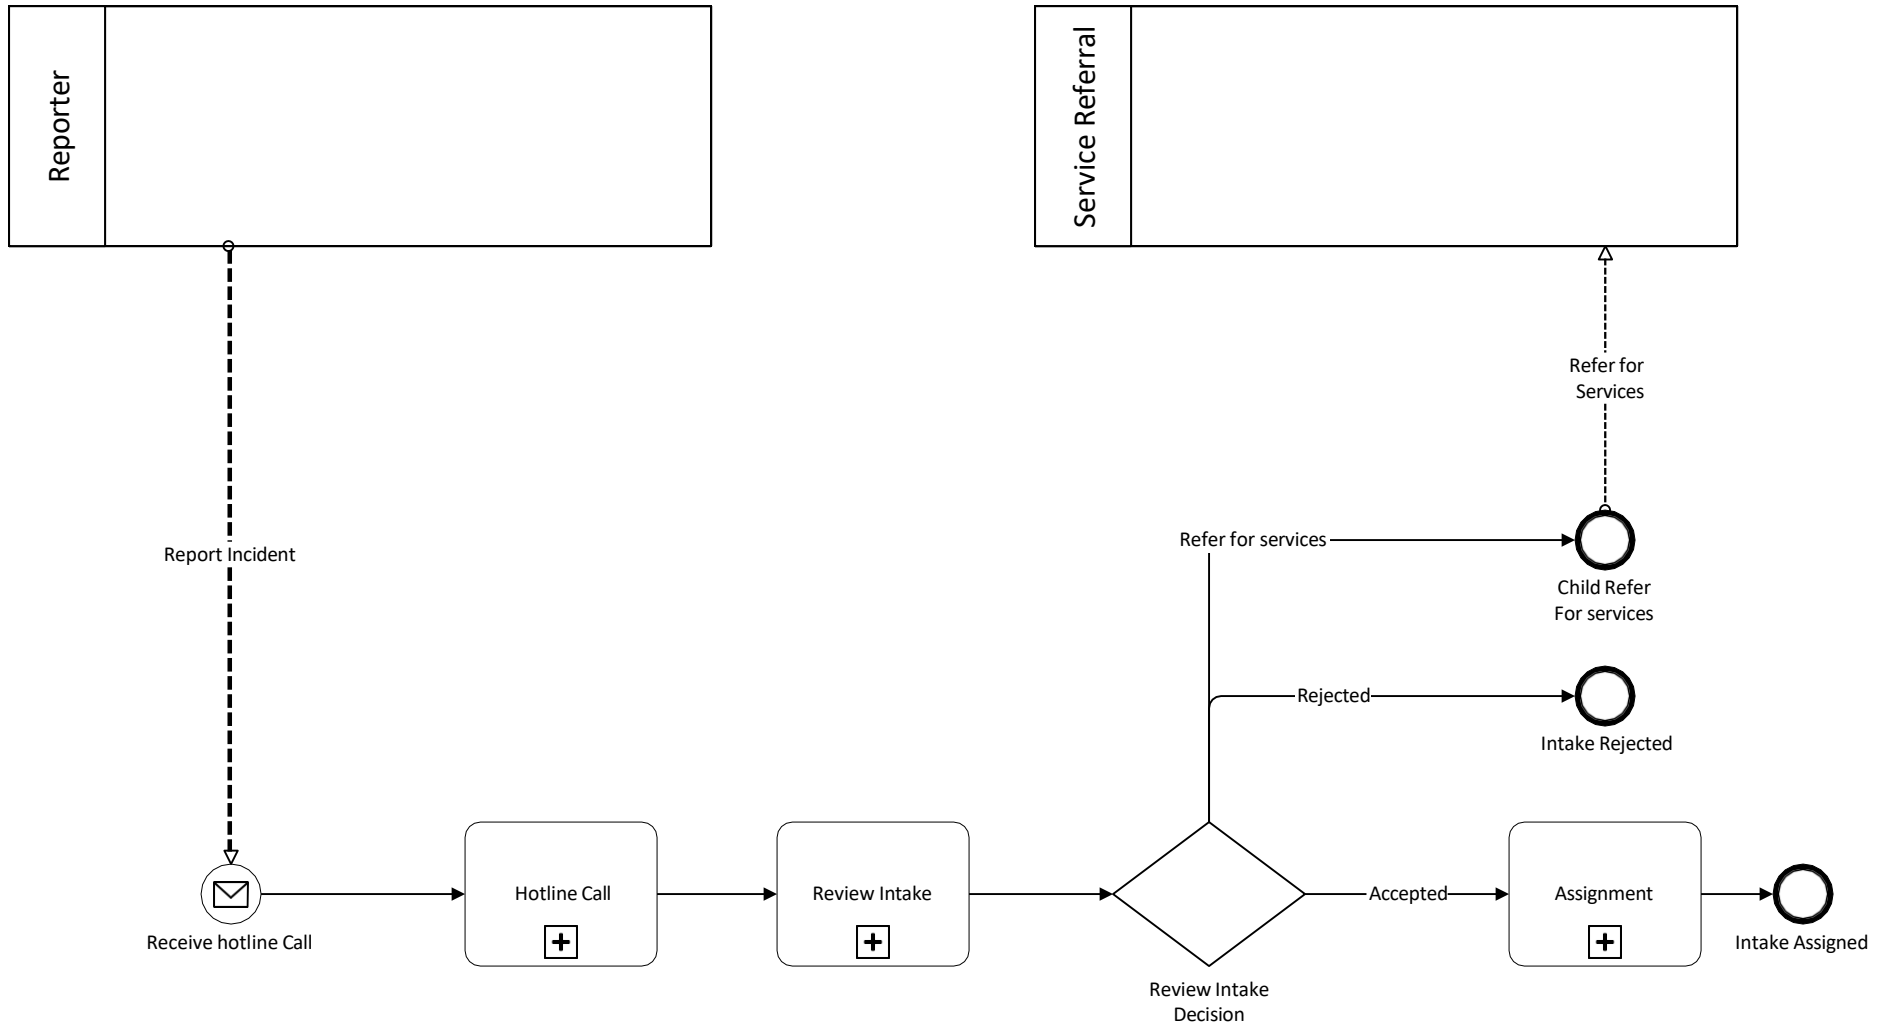 Reporter
Service Referral
Refer for
Services
Report Incident
Refer for services
Child Refer
For services
Rejected
Intake Rejected
Hotline Call
Review Intake
Accepted
Assignment
Receive hotline Call
Intake Assigned
Review Intake
Decision